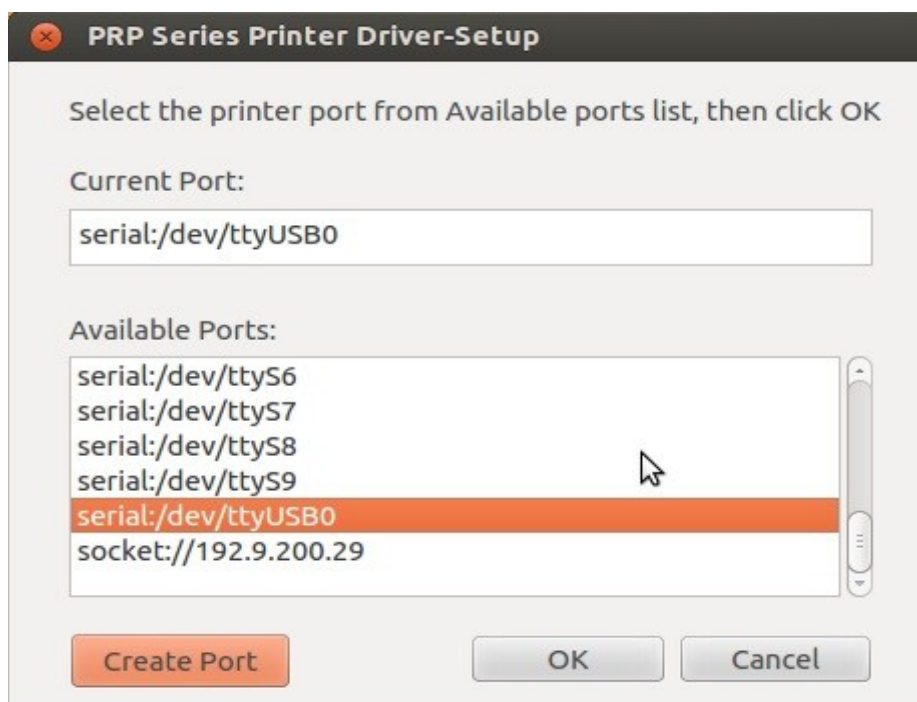 PRP Series Printer Driver-Setup
Select the printer port from Available ports list, then click OK
Current Port:
serial:/dev/ttyUSB0
Available Ports:
serial:/dev/ttyS6
serial:/dev/ttyS7
serial:/dev/ttyS8
serial:/dev/ttyS9
serial:/dev/ttyUSB0
socket://192.9.200.29
Create Port OK Cancel